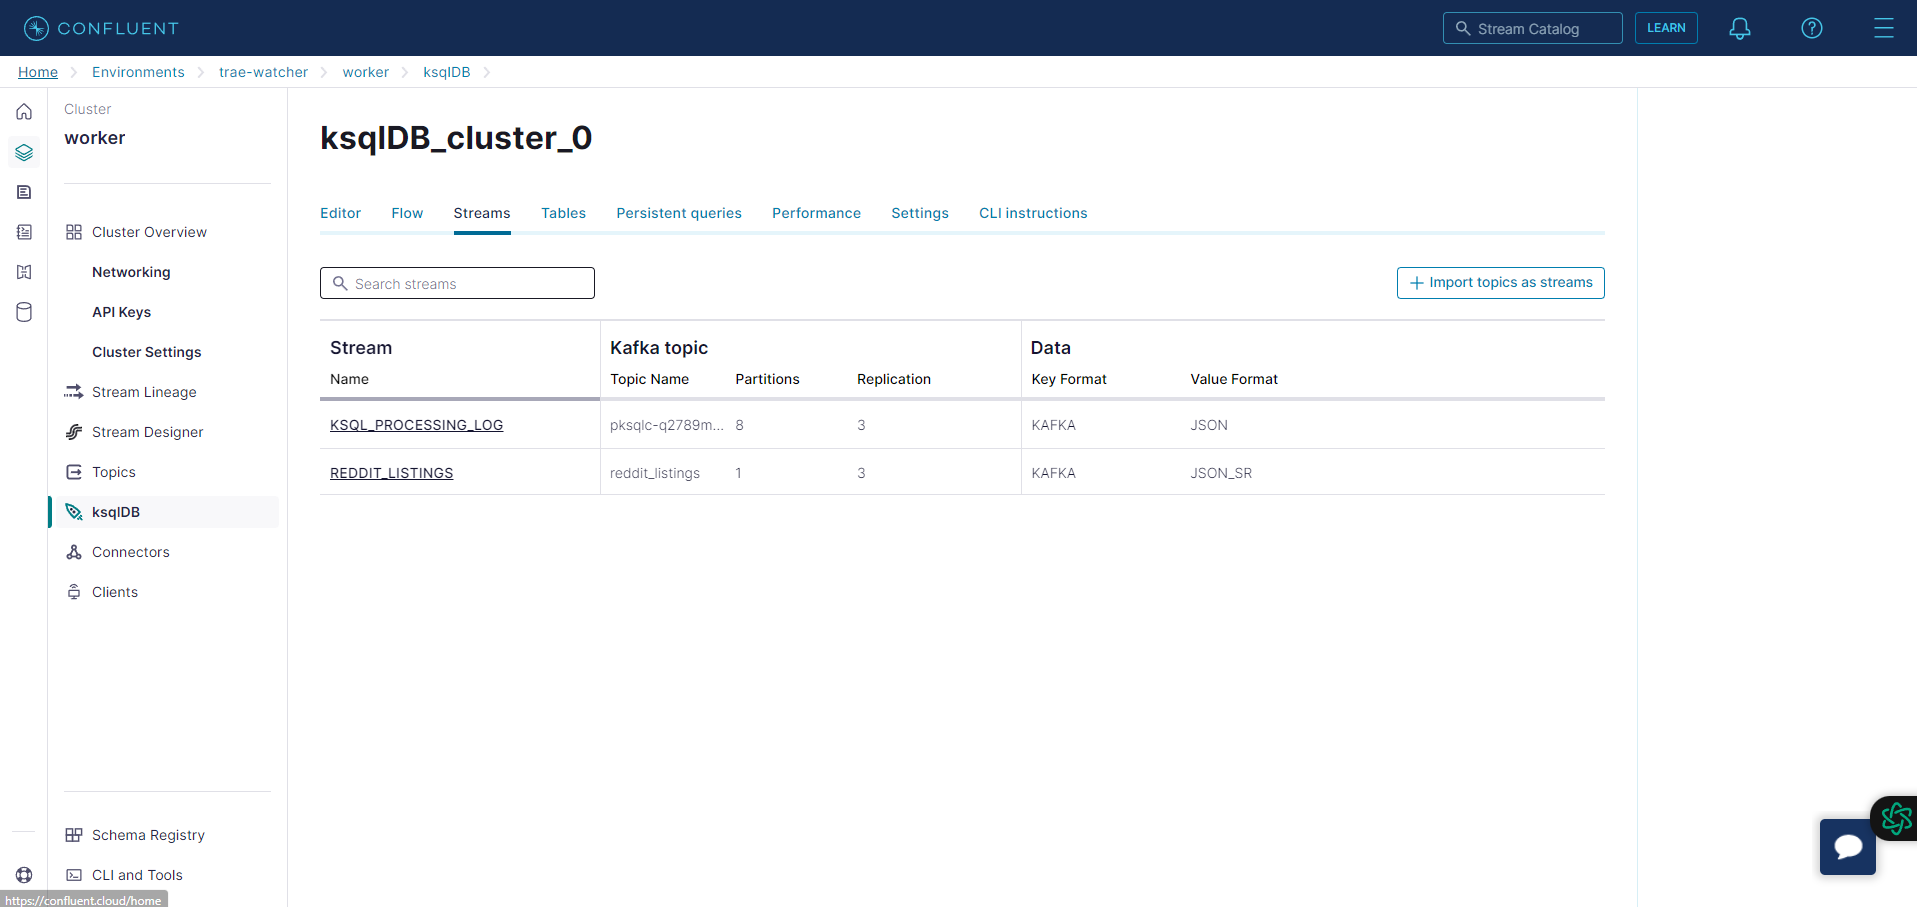 CONFLUENT
Stream Catalog
LEARN
Home
Environments
trae-watcher
worker
ksqlDB
Cluster
worker
Cluster Overview
Networking
API Keys
Cluster Settings
Stream Lineage
Stream Designer
Topics
ksqlDB
Connectors
Clients
Schema Registry
CLI and Tools
https://confluent.cloud/home
ksqlDB_cluster_0
Editor Flow Streams Tables Persistent queries Performance Settings CLI instructions
Search streams
Import topics as streams
Stream Kafka topic Data
Name Topic Name Partitions Replication Key Format Value Format
KSQL_PROCESSING_LOG pksqlc-q2789m... 8 3 KAFKA JSON
REDDIT_LISTINGS reddit_listings 1 3 KAFKA JSON_SR